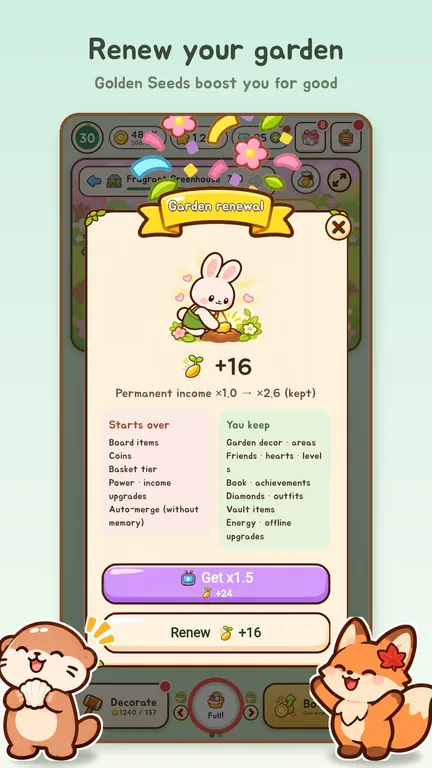 Renew your garden
Golden Seeds boost you for good
30
Fragrant Greenhouse
Garden renewal
+16
Permanent income ×1.0 → ×2.6 (kept)
Starts over
Board items
Coins
Basket tier
Power · income
upgrades
Auto-merge (without
memory)
You keep
Garden decor · areas
Friends · hearts · level
s
Book · achievements
Diamonds · outfits
Vault items
Energy · offline
upgrades
Get x1.5
+24
Renew +16
Decorate
1240 / 137
Full!